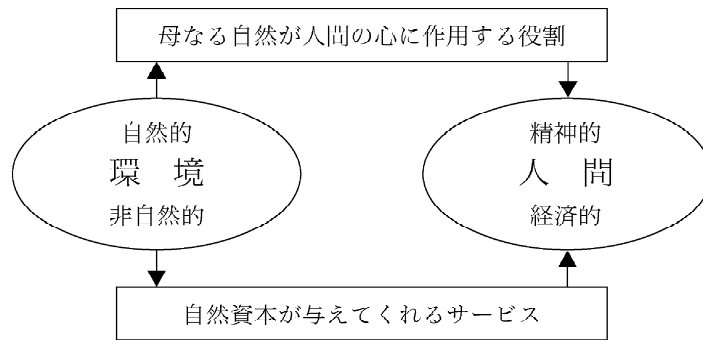 母なる自然が人間の心に作用する役割
自然的
環 境
非自然的
精神的
人 間
経済的
自然資本が与えてくれるサービス